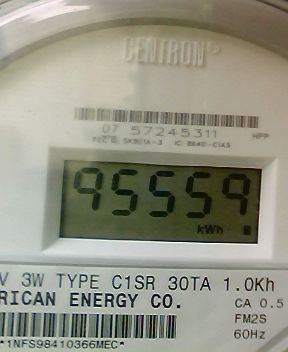 CENTRON®
07 57245311
HPP
95559
kWh
V 3W TYPE C1SR 30TA 1.0Kh
RICAN ENERGY CO.
CA 0.5
FM2S
60Hz
*1NFS98410366MEC*